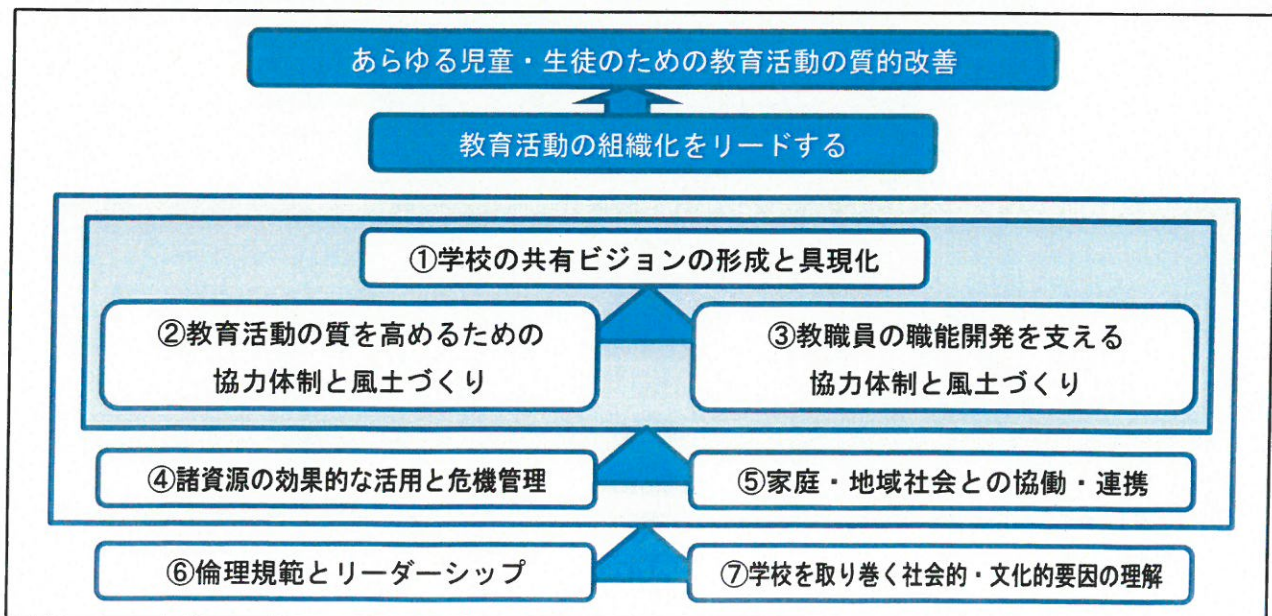 あらゆる児童・生徒のための教育活動の質的改善
教育活動の組織化をリードする
①学校の共有ビジョンの形成と具現化
②教育活動の質を高めるための
協力体制と風土づくり
③教職員の職能開発を支える
協力体制と風土づくり
④諸資源の効果的な活用と危機管理
⑤家庭・地域社会との協働・連携
⑥倫理規範とリーダーシップ
⑦学校を取り巻く社会的・文化的要因の理解